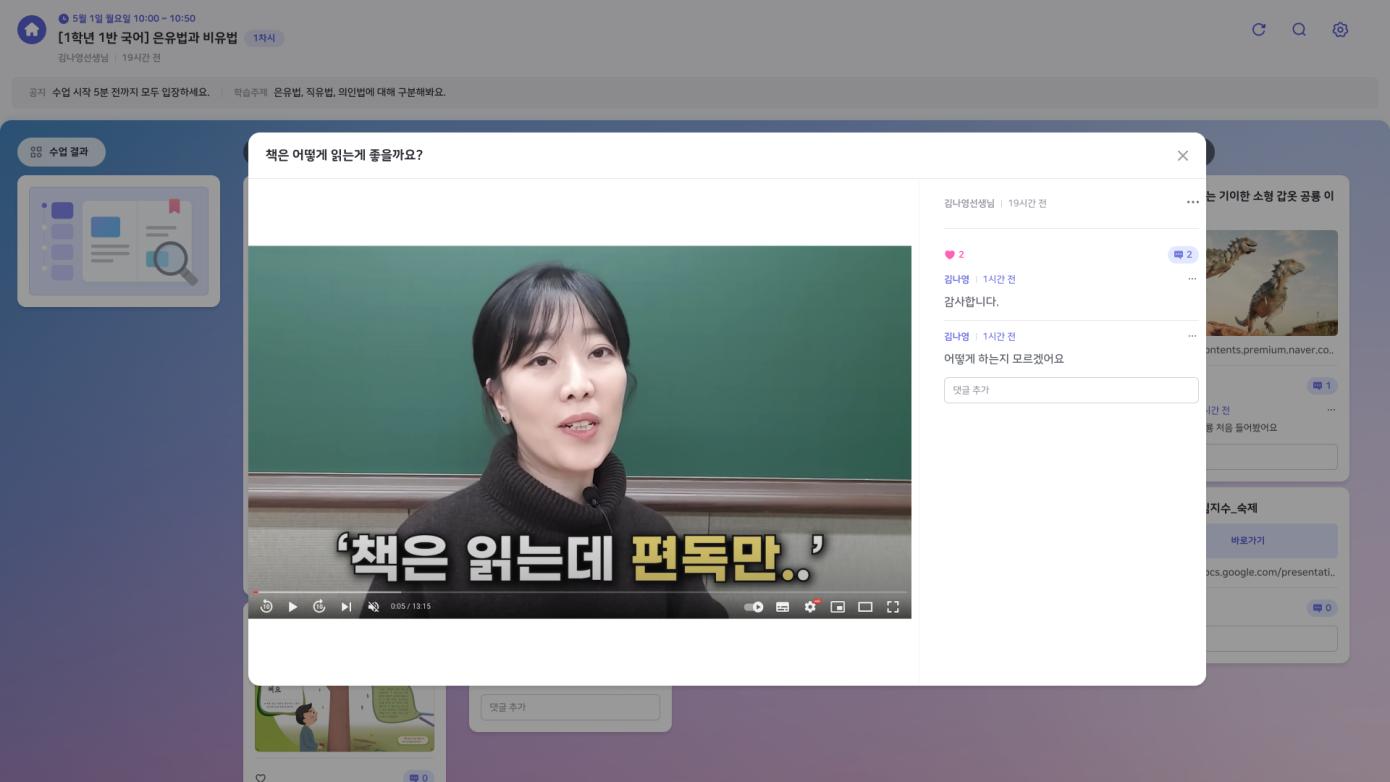 5월 1일 월요일 10:00 ~ 10:50
[1학년 1반 국어] 은유법과 비유법 1차시
김나영선생님 | 19시간 전
공지 수업 시작 5분 전까지 모두 입장하세요. | 학습주제 은유법, 직유법, 의인법에 대해 구분해봐요.
수업 결과
책은 어떻게 읽는게 좋을까요?
김나영선생님 | 19시간 전
2
2
김나영 | 1시간 전
감사합니다.
김나영 | 1시간 전
어떻게 하는지 모르겠어요
댓글 추가
‘책은 읽는데 편독만..’
0:05 / 13:15
는 기이한 소형 갑옷 공룡 이
ontents.premium.naver.co..
1
시간 전
룡 처음 들어봤어요
김지수_숙제
바로가기
ocs.google.com/presentati..
0
댓글 추가
0